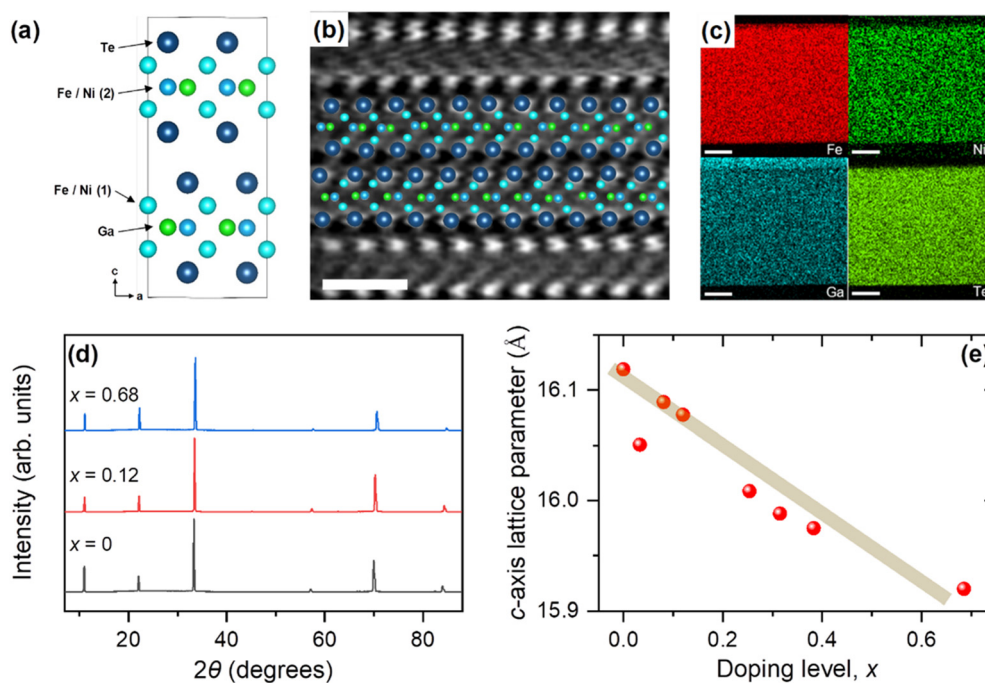 (a)
Te
Fe / Ni (2)
Fe / Ni (1)
Ga
c
a
(b)
(c)
Fe
Ni
Ga
Te
(d)
x = 0.68
x = 0.12
x = 0
Intensity (arb. units)
20 40 60 80
2θ (degrees)
(e)
c-axis lattice parameter (Å)
16.1
16.0
15.9
0.0 0.2 0.4 0.6
Doping level, x